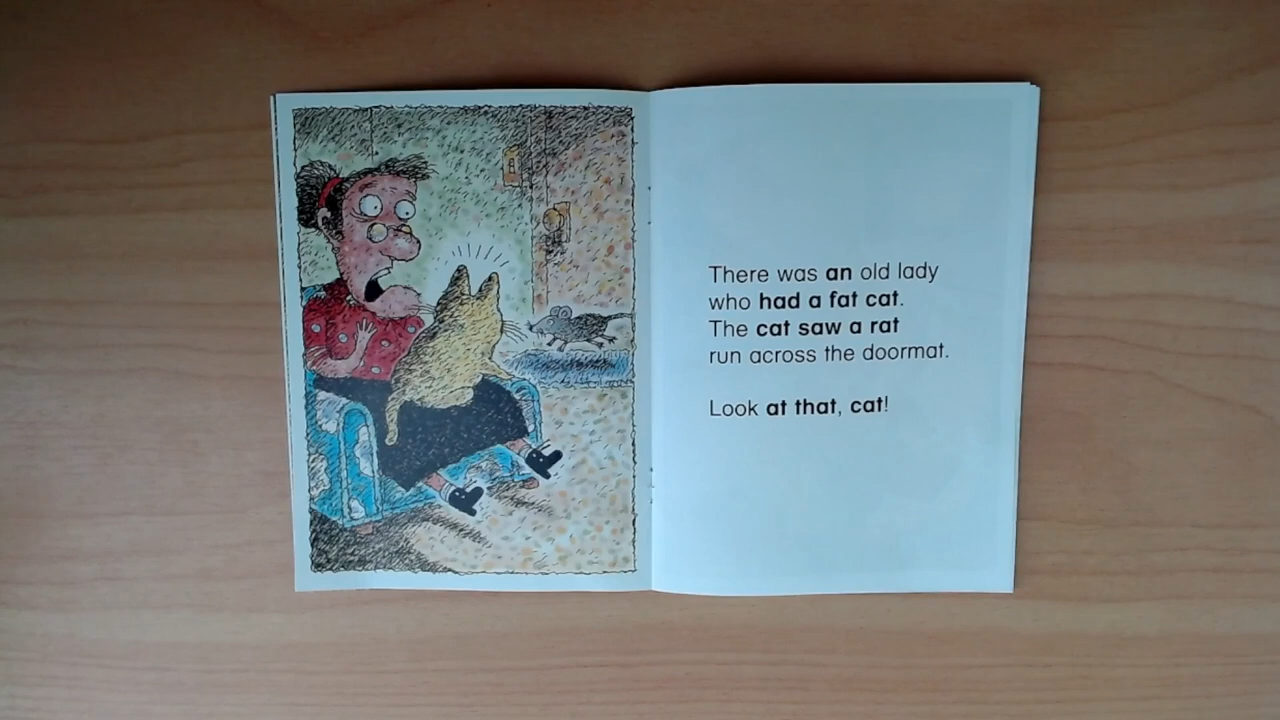 There was an old lady
who had a fat cat.
The cat saw a rat
run across the doormat.
Look at that, cat!